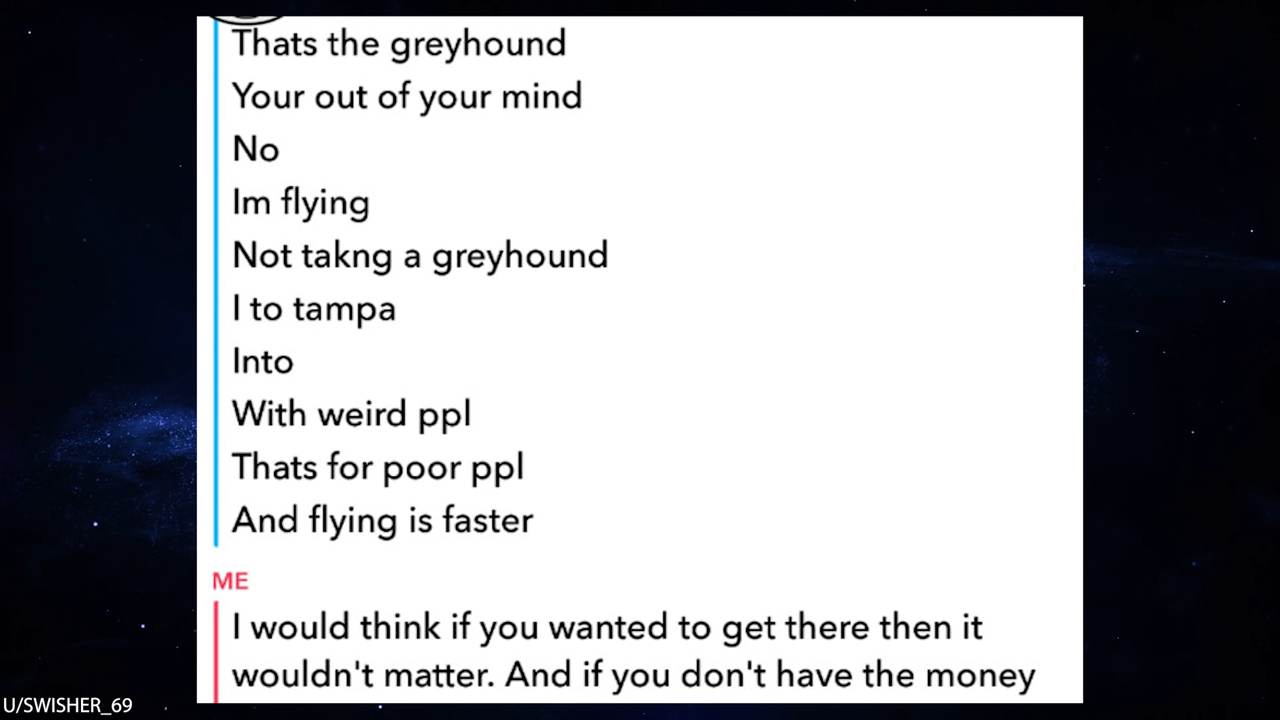 Thats the greyhound
Your out of your mind
No
Im flying
Not takng a greyhound
I to tampa
Into
With weird ppl
Thats for poor ppl
And flying is faster
ME
I would think if you wanted to get there then it
wouldn't matter. And if you don't have the money
U/SWISHER_69